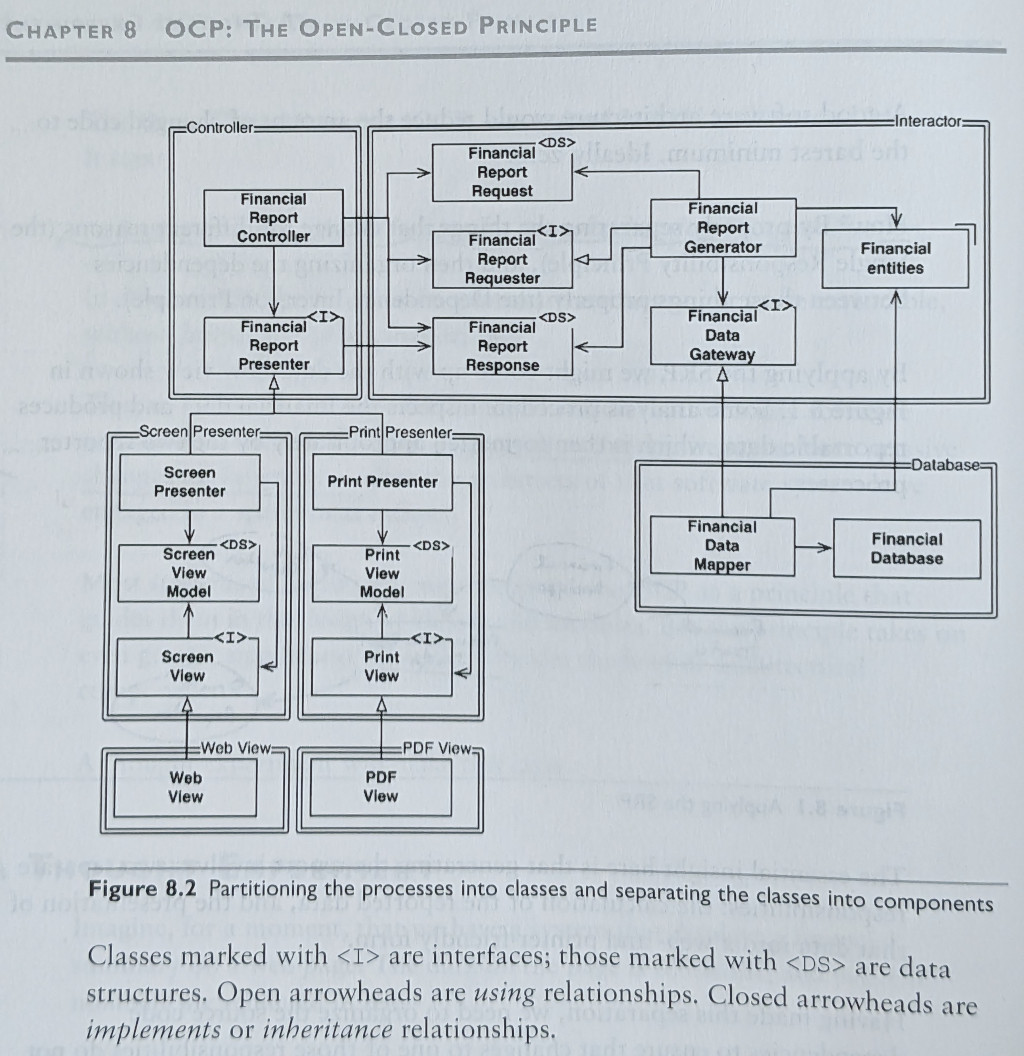 CHAPTER 8 OCP: THE OPEN-CLOSED PRINCIPLE
Controller
Interactor
Financial
Report
Controller
<I>
Financial
Report
Presenter
<DS>
Financial
Report
Request
<I>
Financial
Report
Requester
<DS>
Financial
Report
Response
Financial
Report
Generator
Financial
entities
<I>
Financial
Data
Gateway
Screen Presenter
Screen
Presenter
<DS>
Screen
View
Model
<I>
Screen
View
Print Presenter
Print Presenter
<DS>
Print
View
Model
<I>
Print
View
Database
Financial
Data
Mapper
Financial
Database
Web View
Web
View
PDF View
PDF
View
Figure 8.2 Partitioning the processes into classes and separating the classes into components
Classes marked with <I> are interfaces; those marked with <DS> are data
structures. Open arrowheads are using relationships. Closed arrowheads are
implements or inheritance relationships.